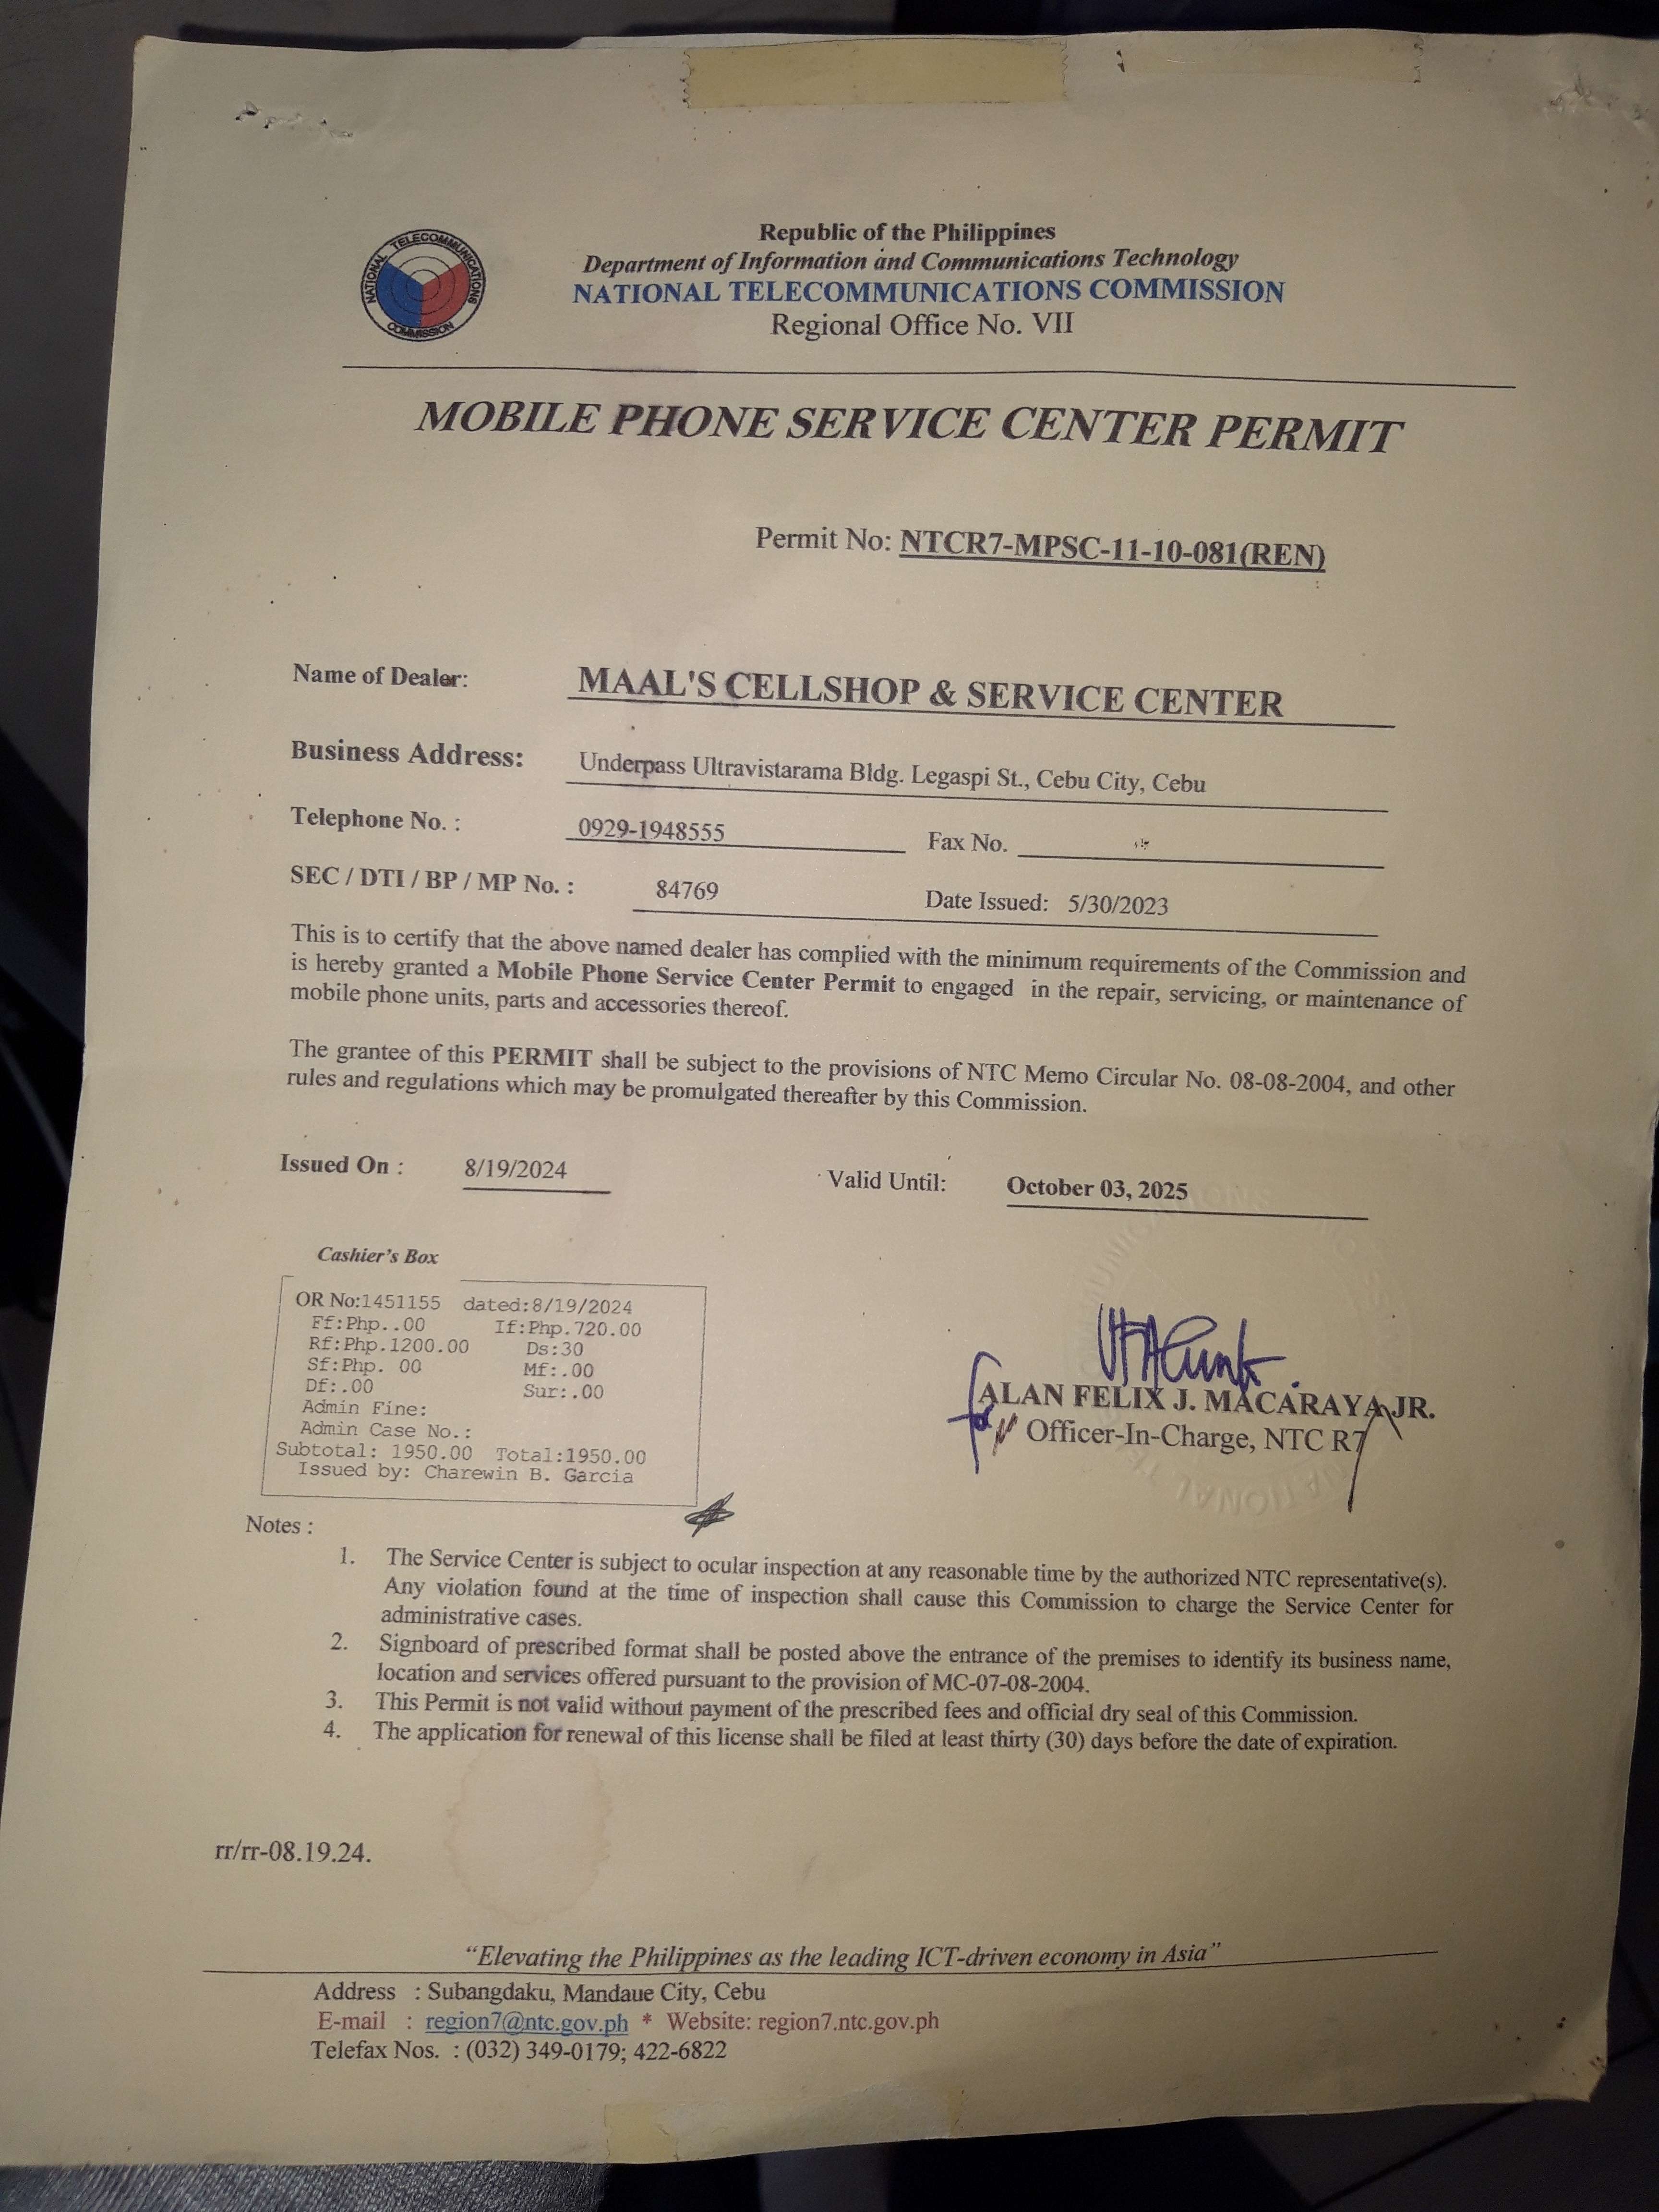 NATIONAL TELECOMMUNICATIONS COMMISSION
Republic of the Philippines
Department of Information and Communications Technology
NATIONAL TELECOMMUNICATIONS COMMISSION
Regional Office No. VII
MOBILE PHONE SERVICE CENTER PERMIT
Permit No: NTCR7-MPSC-11-10-081(REN)
Name of Dealer: MAAL'S CELLSHOP & SERVICE CENTER
Business Address: Underpass Ultravistarama Bldg. Legaspi St., Cebu City, Cebu
Telephone No. : 0929-1948555 Fax No.
SEC / DTI / BP / MP No. : 84769 Date Issued: 5/30/2023
This is to certify that the above named dealer has complied with the minimum requirements of the Commission and
is hereby granted a Mobile Phone Service Center Permit to engaged in the repair, servicing, or maintenance of
mobile phone units, parts and accessories thereof.
The grantee of this PERMIT shall be subject to the provisions of NTC Memo Circular No. 08-08-2004, and other
rules and regulations which may be promulgated thereafter by this Commission.
Issued On : 8/19/2024 Valid Until: October 03, 2025
Cashier's Box
OR No:1451155 dated:8/19/2024
Ff:Php..00 If:Php.720.00
Rf:Php.1200.00 Ds:30
Sf:Php. 00 Mf:.00
Df:.00 Sur:.00
Admin Fine:
Admin Case No.:
Subtotal: 1950.00 Total:1950.00
Issued by: Charewin B. Garcia
for ALAN FELIX J. MACARAYA JR.
Officer-In-Charge, NTC R7
Notes :
1. The Service Center is subject to ocular inspection at any reasonable time by the authorized NTC representative(s).
Any violation found at the time of inspection shall cause this Commission to charge the Service Center for
administrative cases.
2. Signboard of prescribed format shall be posted above the entrance of the premises to identify its business name,
location and services offered pursuant to the provision of MC-07-08-2004.
3. This Permit is not valid without payment of the prescribed fees and official dry seal of this Commission.
4. The application for renewal of this license shall be filed at least thirty (30) days before the date of expiration.
rr/rr-08.19.24.
“Elevating the Philippines as the leading ICT-driven economy in Asia”
Address : Subangdaku, Mandaue City, Cebu
E-mail : region7@ntc.gov.ph * Website: region7.ntc.gov.ph
Telefax Nos. : (032) 349-0179; 422-6822